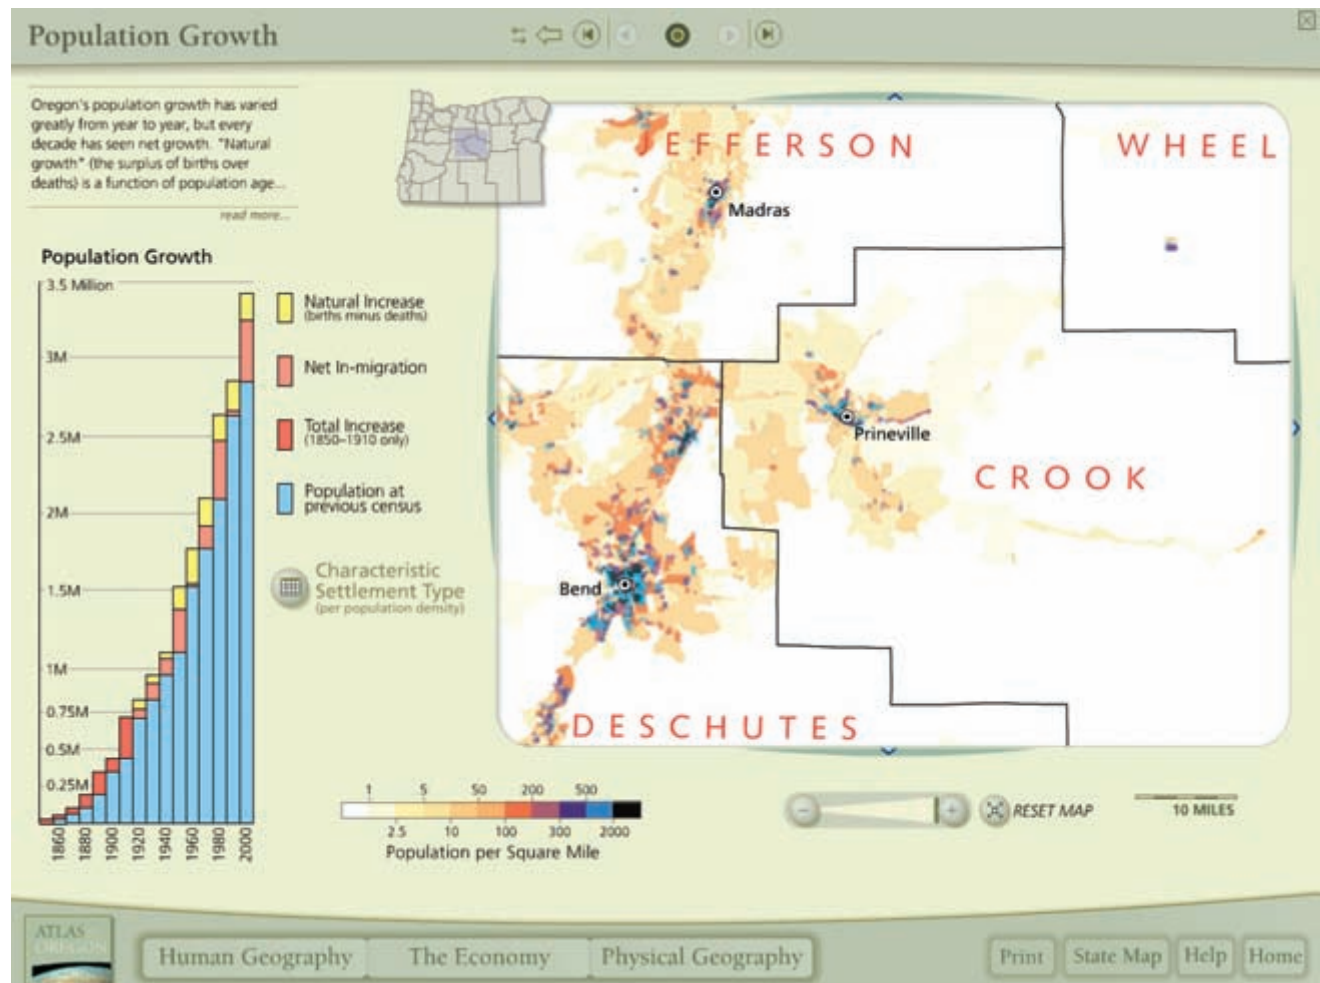 Population Growth
Oregon's population growth has varied
greatly from year to year, but every
decade has seen net growth. "Natural
growth" (the surplus of births over
deaths) is a function of population age...
read more...
Population Growth
3.5 Million
3M
2.5M
2M
1.5M
1M
0.75M
0.5M
0.25M
1860
1880
1900
1920
1940
1960
1980
2000
Natural Increase
(births minus deaths)
Net In-migration
Total Increase
(1850–1910 only)
Population at
previous census
Characteristic
Settlement Type
(per population density)
EFFERSON
WHEEL
Madras
Prineville
CROOK
Bend
DESCHUTES
1 5 50 200 500
2.5 10 100 300 2000
Population per Square Mile
RESET MAP
10 MILES
ATLAS
OREGON
Human Geography
The Economy
Physical Geography
Print
State Map
Help
Home